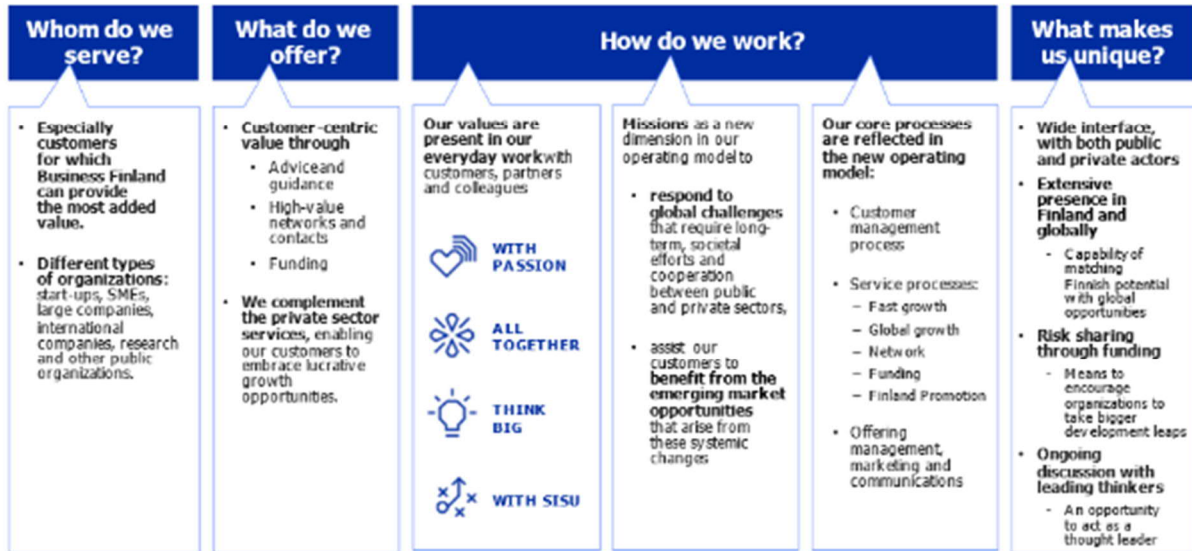 Whom do we
serve?
• Especially
customers
for which
Business Finland
can provide
the most added
value.
• Different types
of organizations:
start-ups, SMEs,
large companies,
international
companies, research
and other public
organizations.
What do we
offer?
• Customer-centric
value through
• Adviceand
guidance
• High-value
networks and
contacts
• Funding
• We complement
the private sector
services, enabling
our customers to
embrace lucrative
growth
opportunities.
How do we work?
Our values are
present in our
everyday workwith
customers, partners
and colleagues
WITH
PASSION
ALL
TOGETHER
THINK
BIG
WITH SISU
Missions as a new
dimension in our
operating model to
• respond to
global challenges
that require long-
term, societal
efforts and
cooperation
between public
and private sectors,
• assist our
customers to
benefit from the
emerging market
opportunities
that arise from
these systemic
changes
Our core processes
are reflected in
the new operating
model:
• Customer
management
process
• Service processes:
– Fast growth
– Global growth
– Network
– Funding
– Finland Promotion
• Offering
management,
marketing and
communications
What makes
us unique?
• Wide interface,
with both public
and private actors
• Extensive
presence in
Finland and
globally
- Capability of
matching
Finnish potential
with global
opportunities
• Risk sharing
through funding
- Means to
encourage
organizations to
take bigger
development leaps
• Ongoing
discussion with
leading thinkers
- An opportunity
to act as a
thought leader